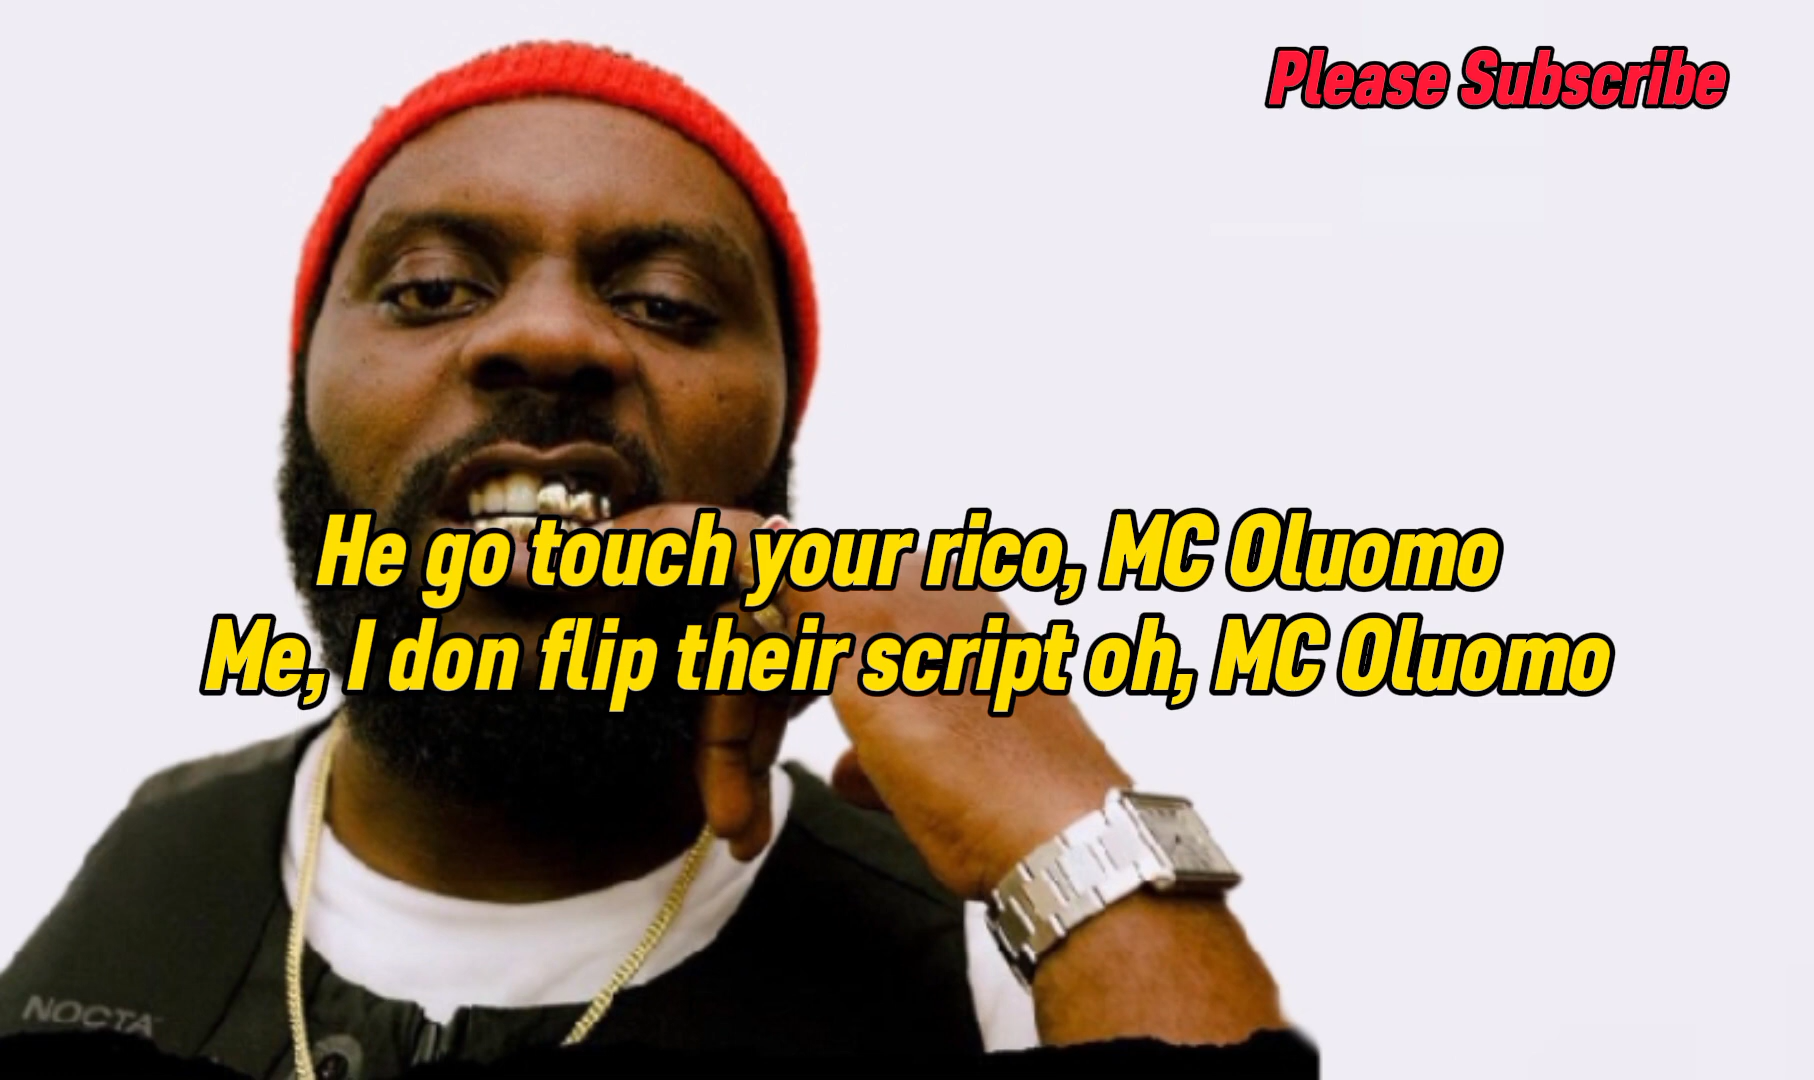 Please Subscribe
He go touch your rico, MC Oluomo
Me, I don flip their script oh, MC Oluomo
NOCTA